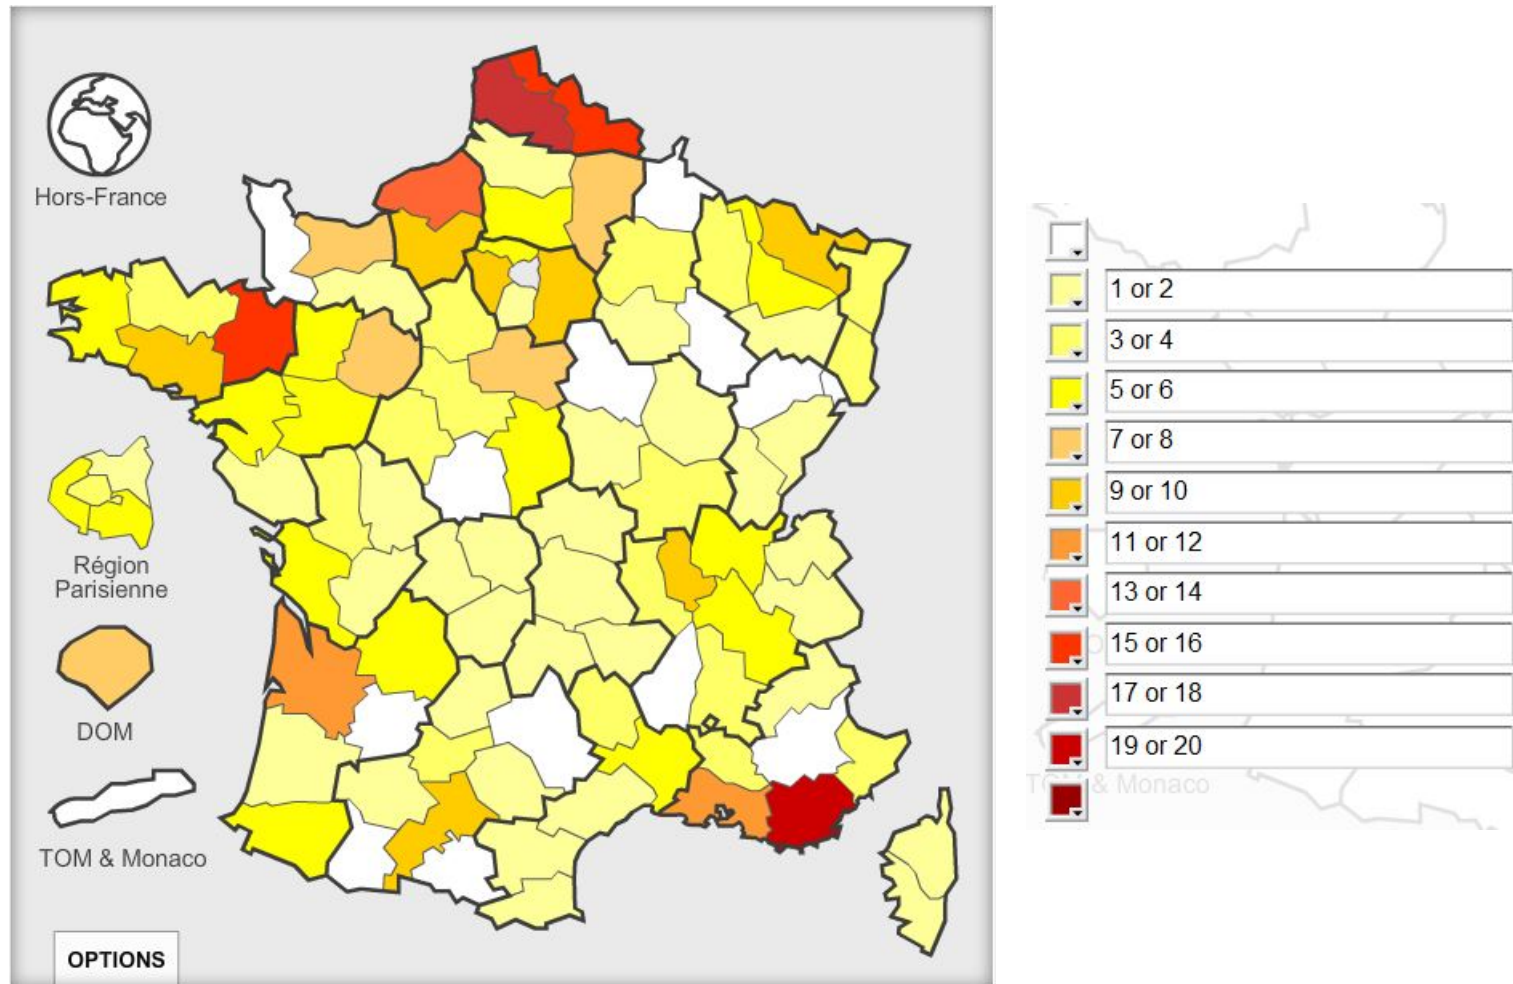 Hors-France
Région
Parisienne
DOM
TOM & Monaco
OPTIONS
1 or 2
3 or 4
5 or 6
7 or 8
9 or 10
11 or 12
13 or 14
15 or 16
17 or 18
19 or 20
TOM & Monaco